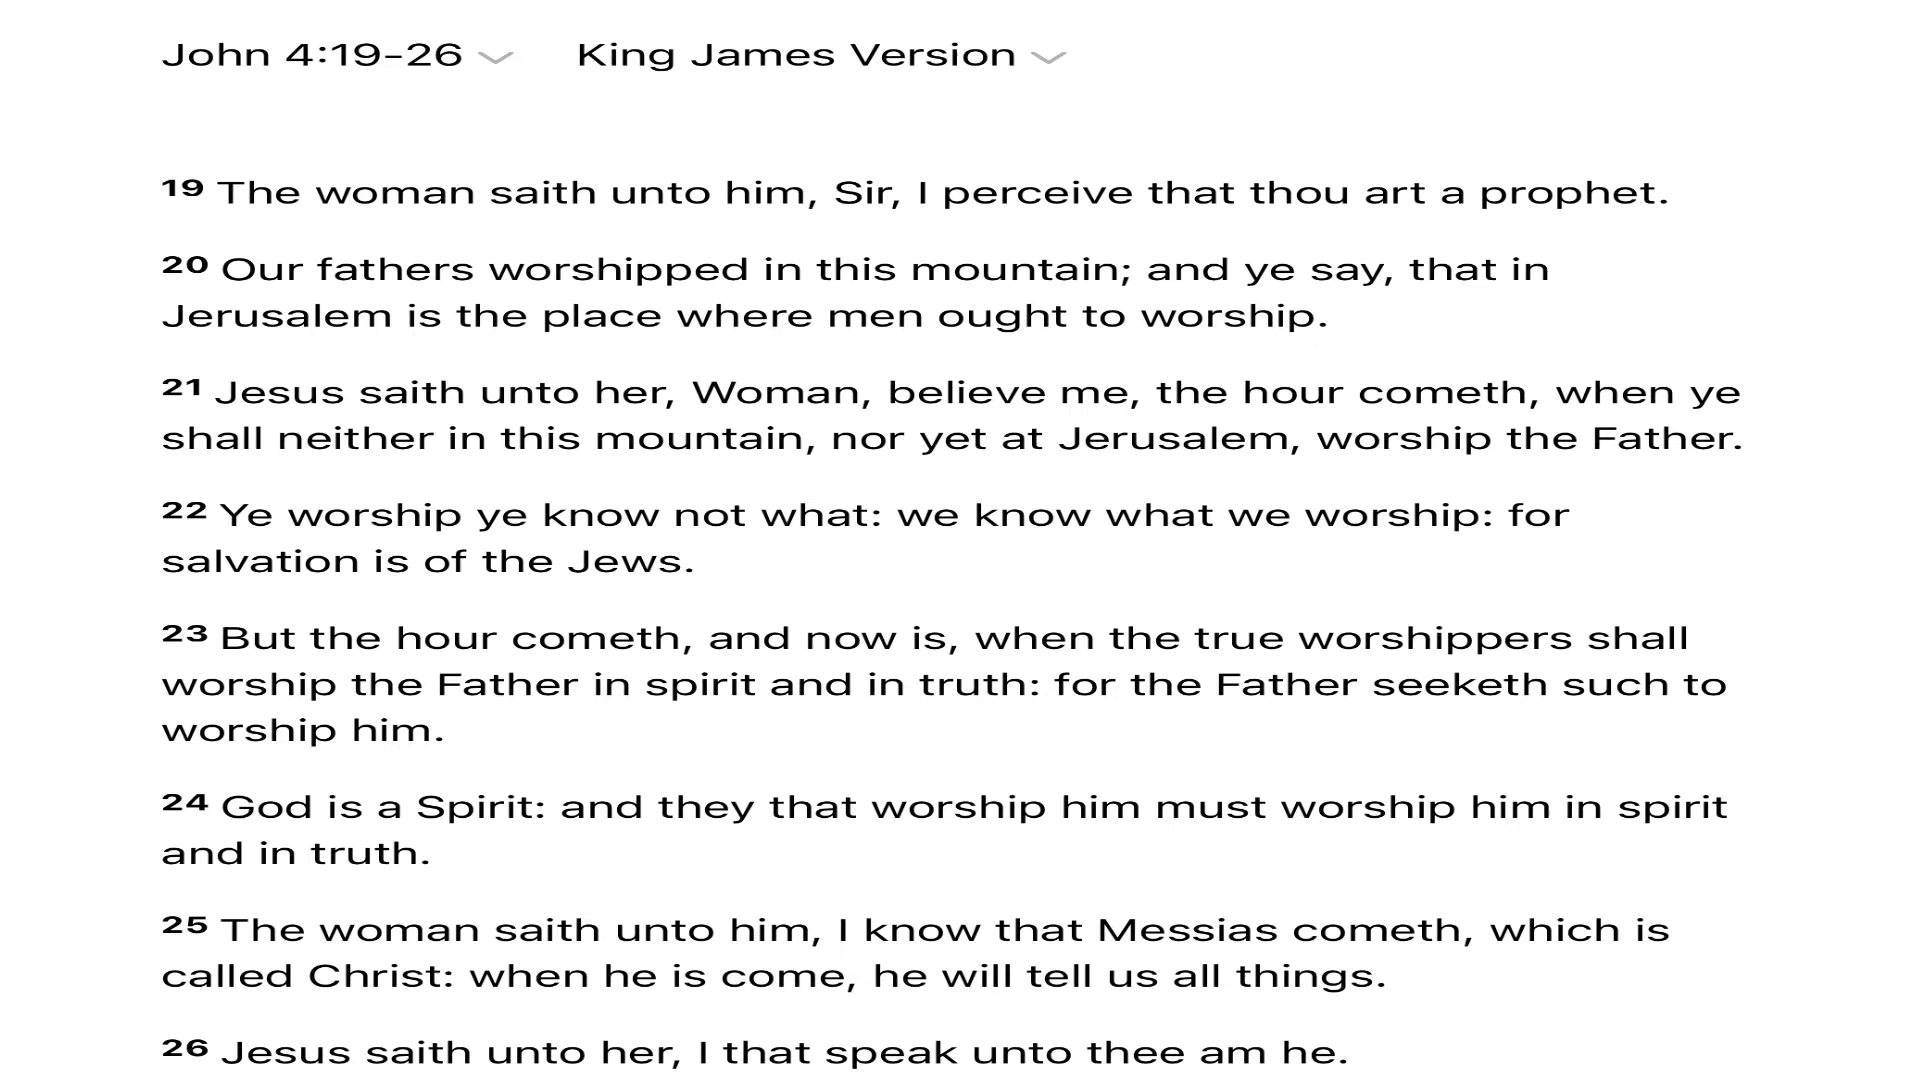 John 4:19-26 King James Version
19 The woman saith unto him, Sir, I perceive that thou art a prophet.
20 Our fathers worshipped in this mountain; and ye say, that in
Jerusalem is the place where men ought to worship.
21 Jesus saith unto her, Woman, believe me, the hour cometh, when ye
shall neither in this mountain, nor yet at Jerusalem, worship the Father.
22 Ye worship ye know not what: we know what we worship: for
salvation is of the Jews.
23 But the hour cometh, and now is, when the true worshippers shall
worship the Father in spirit and in truth: for the Father seeketh such to
worship him.
24 God is a Spirit: and they that worship him must worship him in spirit
and in truth.
25 The woman saith unto him, I know that Messias cometh, which is
called Christ: when he is come, he will tell us all things.
26 Jesus saith unto her, I that speak unto thee am he.